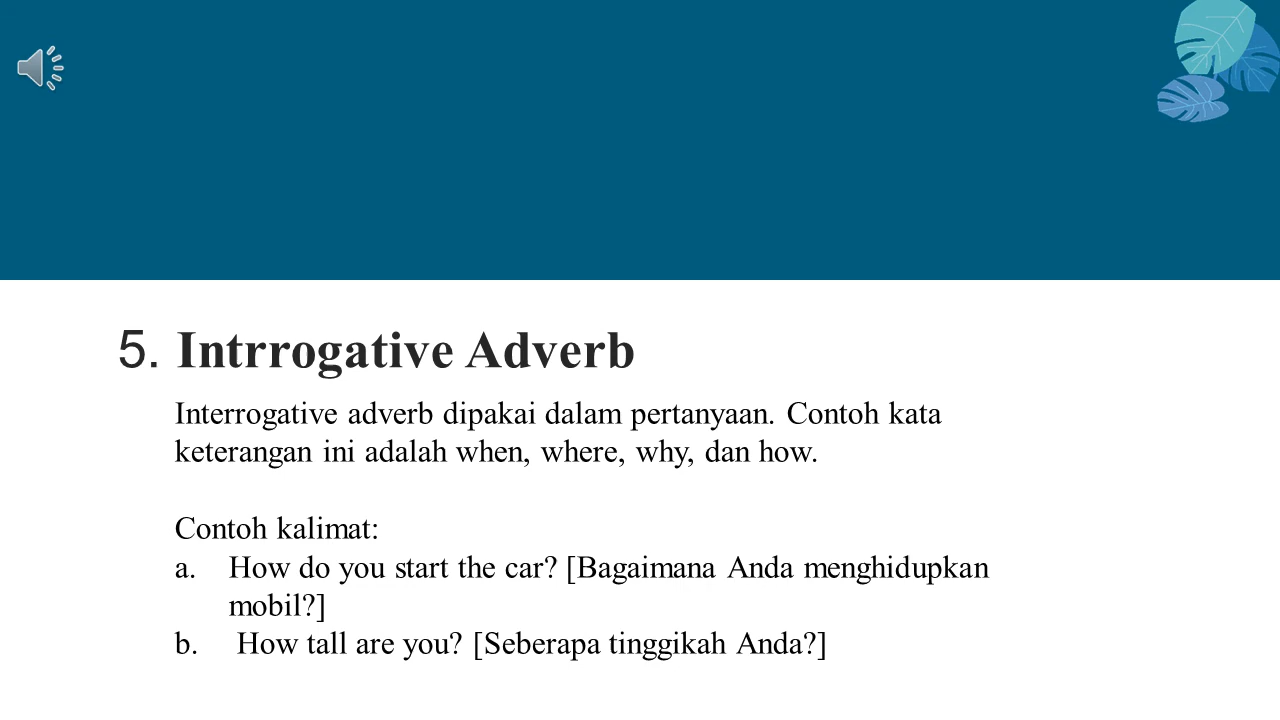 5. Intrrogative Adverb
Interrogative adverb dipakai dalam pertanyaan. Contoh kata
keterangan ini adalah when, where, why, dan how.
Contoh kalimat:
a. How do you start the car? [Bagaimana Anda menghidupkan
mobil?]
b. How tall are you? [Seberapa tinggikah Anda?]